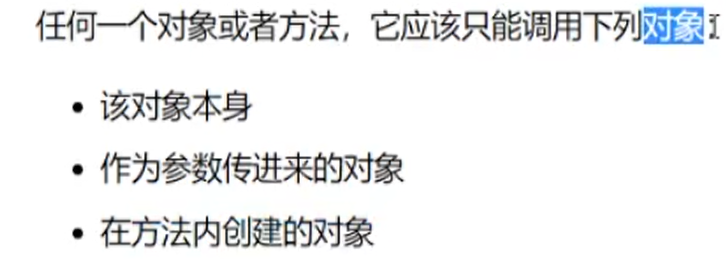 任何一个对象或者方法，它应该只能调用下列对象
• 该对象本身
• 作为参数传进来的对象
• 在方法内创建的对象